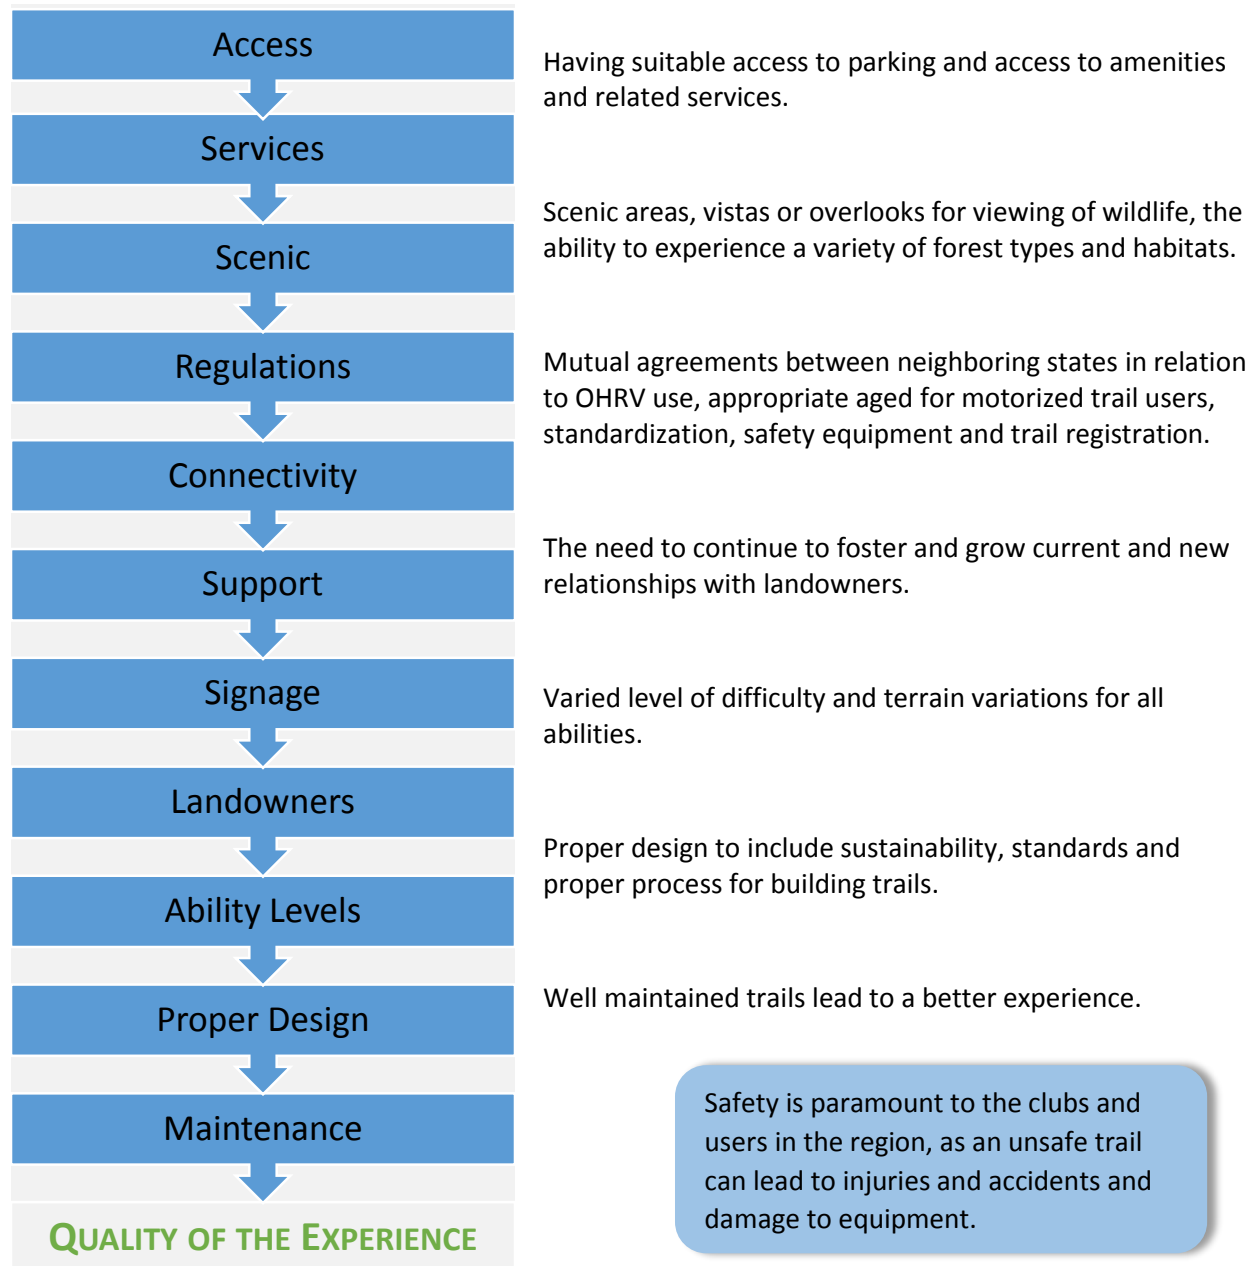 Access
Services
Scenic
Regulations
Connectivity
Support
Signage
Landowners
Ability Levels
Proper Design
Maintenance
QUALITY OF THE EXPERIENCE
Having suitable access to parking and access to amenities
and related services.
Scenic areas, vistas or overlooks for viewing of wildlife, the
ability to experience a variety of forest types and habitats.
Mutual agreements between neighboring states in relation
to OHRV use, appropriate aged for motorized trail users,
standardization, safety equipment and trail registration.
The need to continue to foster and grow current and new
relationships with landowners.
Varied level of difficulty and terrain variations for all
abilities.
Proper design to include sustainability, standards and
proper process for building trails.
Well maintained trails lead to a better experience.
Safety is paramount to the clubs and
users in the region, as an unsafe trail
can lead to injuries and accidents and
damage to equipment.